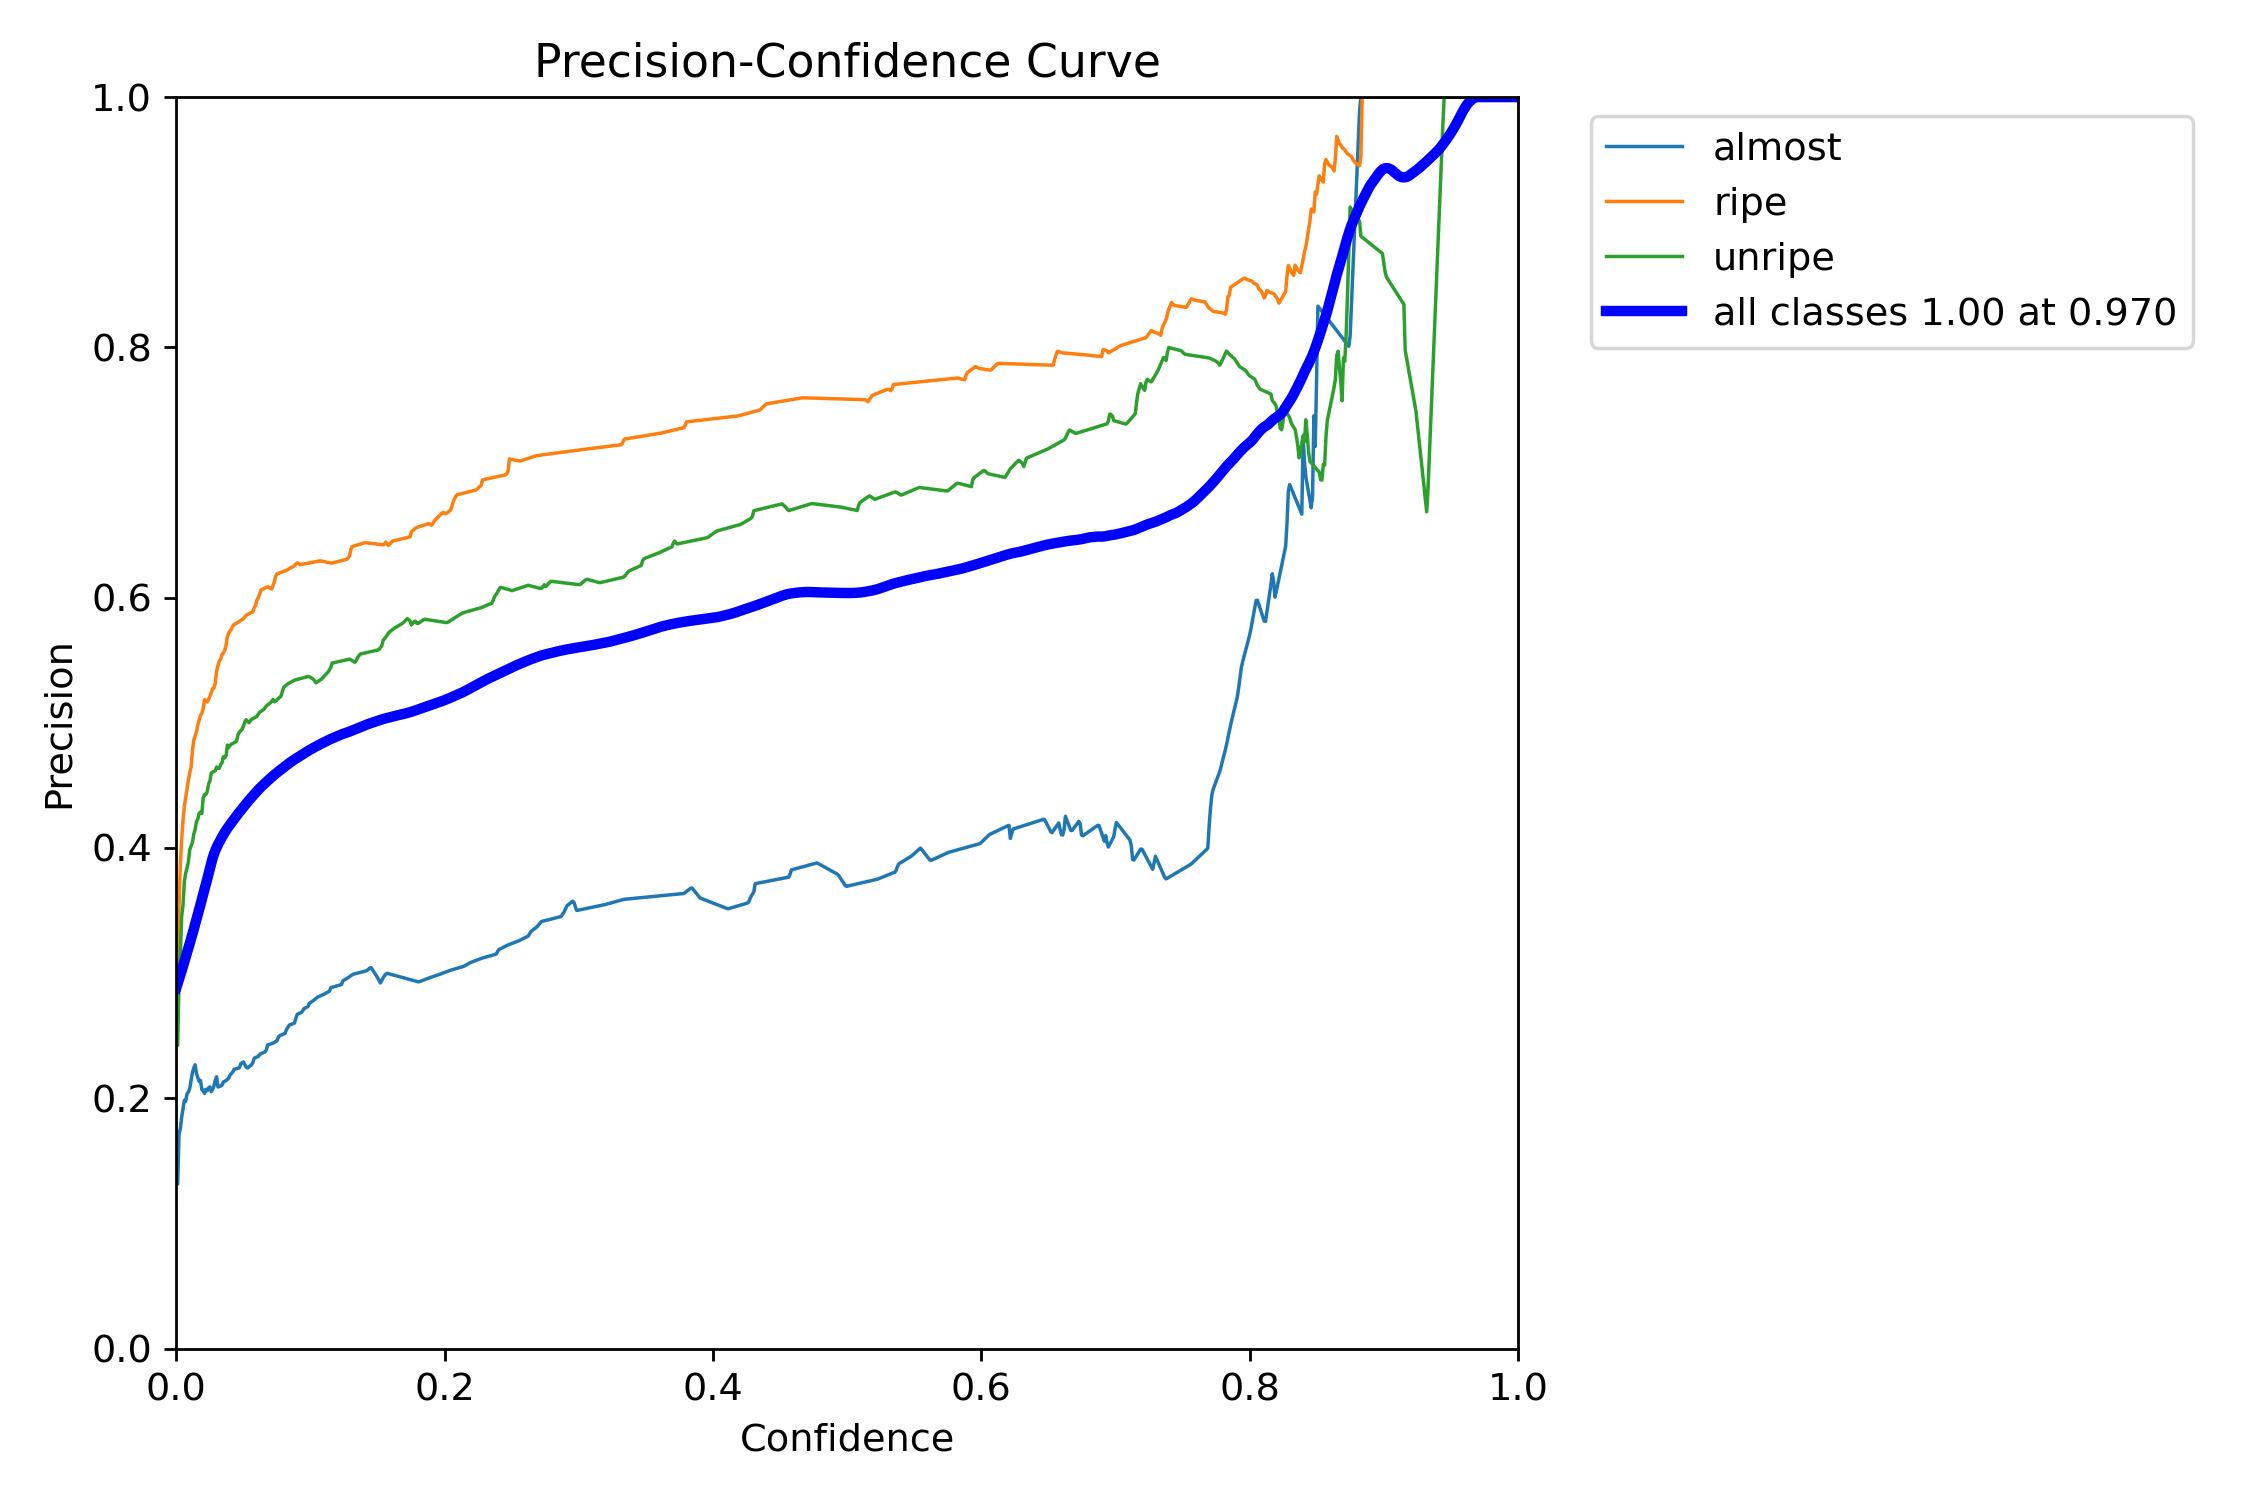 Precision-Confidence Curve
1.0
0.8
0.6
0.4
0.2
0.0
Precision
0.0 0.2 0.4 0.6 0.8 1.0
Confidence
almost
ripe
unripe
all classes 1.00 at 0.970